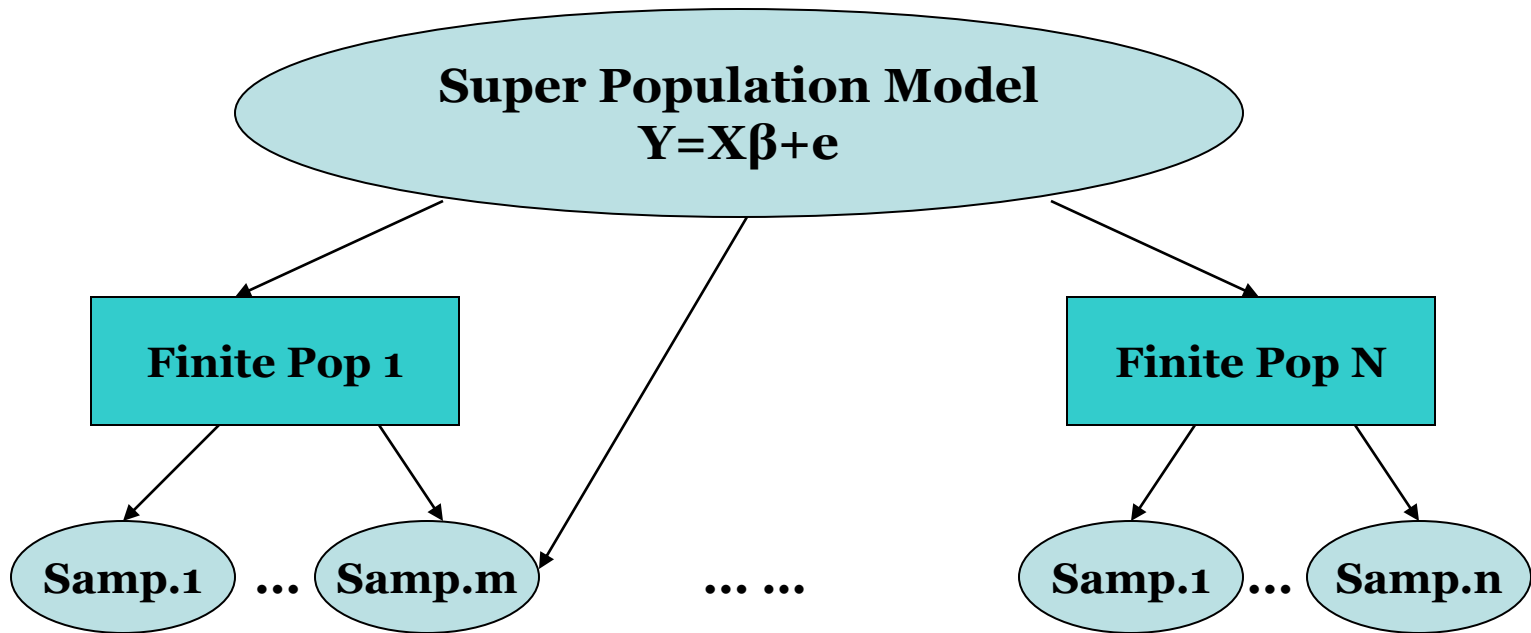 Super Population Model
Y=Xβ+e
Finite Pop 1
Finite Pop N
Samp.1 ... Samp.m ... ... Samp.1 ... Samp.n